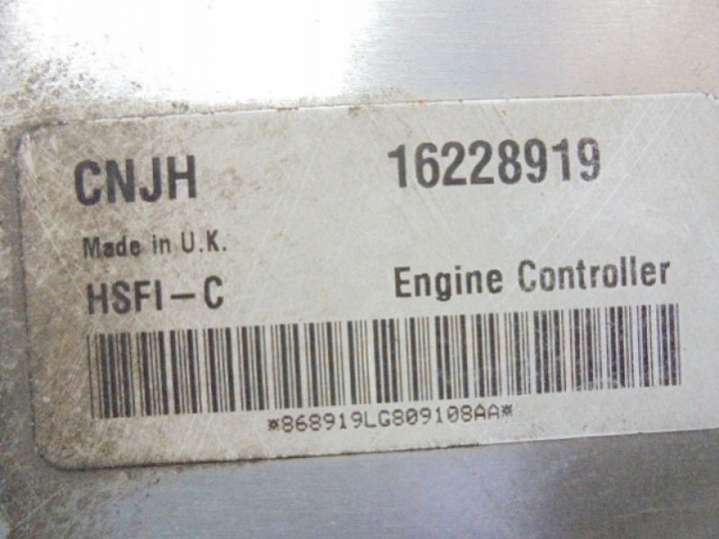 CNJH 16228919
Made in U.K.
HSFI-C Engine Controller
*868919LG809108AA*